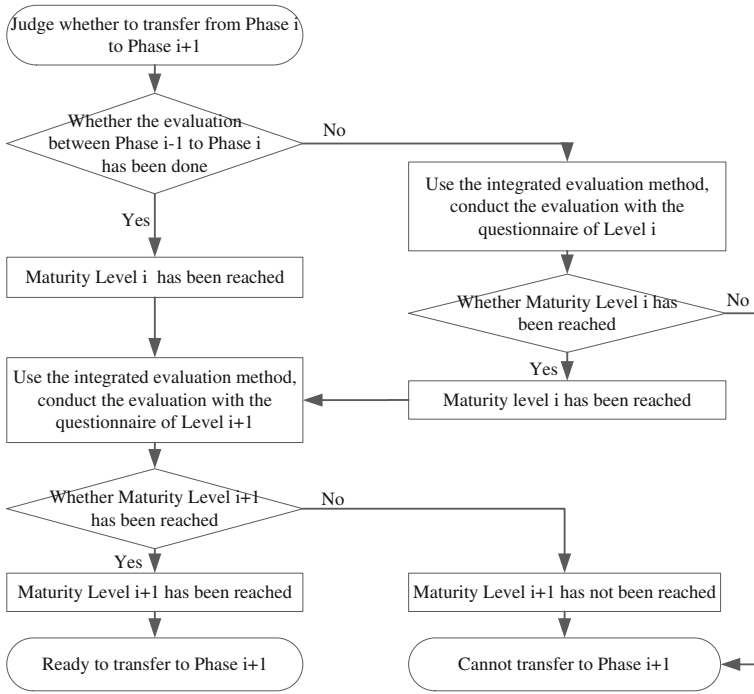 Judge whether to transfer from Phase i
to Phase i+1
Whether the evaluation
between Phase i-1 to Phase i
has been done
No
Yes
Use the integrated evaluation method,
conduct the evaluation with the
questionnaire of Level i
Maturity Level i has been reached
Whether Maturity Level i has
been reached
No
Yes
Maturity level i has been reached
Use the integrated evaluation method,
conduct the evaluation with the
questionnaire of Level i+1
Whether Maturity Level i+1
has been reached
No
Yes
Maturity Level i+1 has been reached
Maturity Level i+1 has not been reached
Ready to transfer to Phase i+1
Cannot transfer to Phase i+1